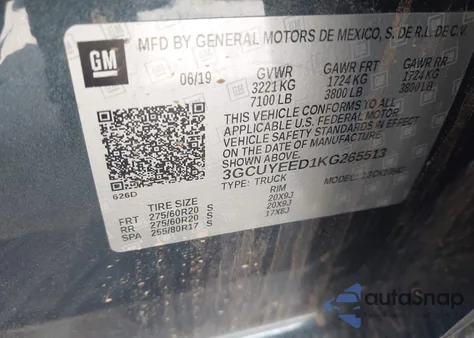 GM
MFD BY GENERAL MOTORS DE MEXICO, S. DE R.L. DE C.V.
06/19 GVWR GAWR FRT GAWR RR
3221 KG 1724 KG 1724 KG
7100 LB 3800 LB 3800 LB
THIS VEHICLE CONFORMS TO ALL
APPLICABLE U.S. FEDERAL MOTOR
VEHICLE SAFETY STANDARDS IN EFFECT
ON THE DATE OF MANUFACTURE
SHOWN ABOVE.
3GCUYEED1KG265513
TYPE: TRUCK MODEL:
626D
TIRE SIZE RIM
FRT 275/60R20 S 20X9J
RR 275/60R20 S 20X9J
SPA 255/80R17 S 17X8J
autaSnap